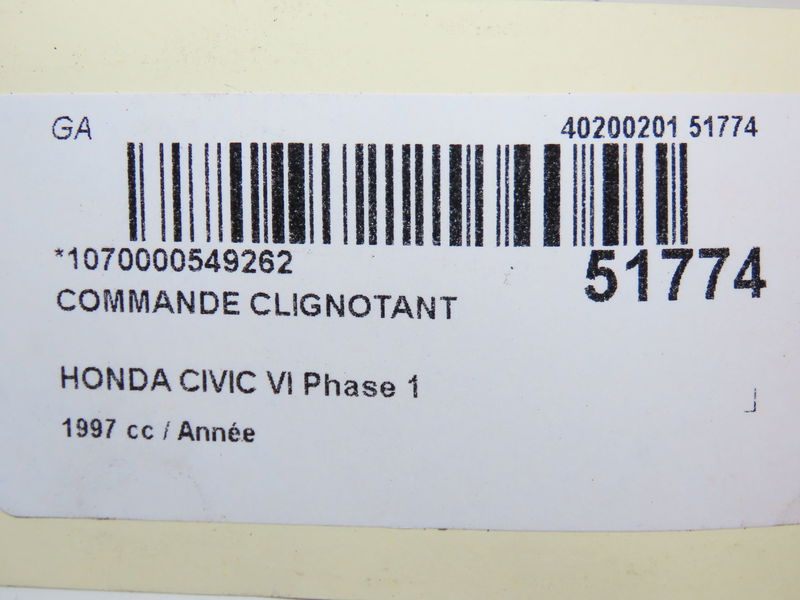 GA 40200201 51774
*1070000549262
51774
COMMANDE CLIGNOTANT
HONDA CIVIC VI Phase 1
1997 cc / Année